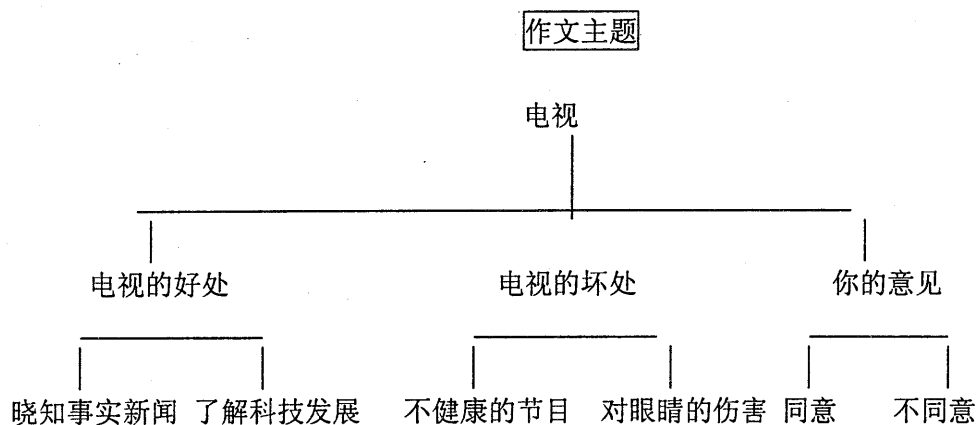 作文主题
电视
电视的好处 电视的坏处 你的意见
晓知事实新闻 了解科技发展 不健康的节目 对眼睛的伤害 同意 不同意